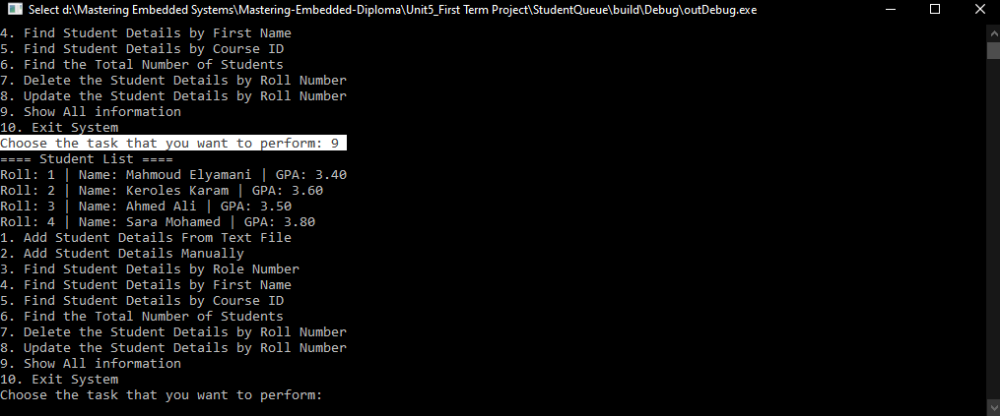 Select d:\Mastering Embedded Systems\Mastering-Embedded-Diploma\Unit5_First Term Project\StudentQueue\build\Debug\outDebug.exe
4. Find Student Details by First Name
5. Find Student Details by Course ID
6. Find the Total Number of Students
7. Delete the Student Details by Roll Number
8. Update the Student Details by Roll Number
9. Show All information
10. Exit System
Choose the task that you want to perform: 9
==== Student List ====
Roll: 1 | Name: Mahmoud Elyamani | GPA: 3.40
Roll: 2 | Name: Keroles Karam | GPA: 3.60
Roll: 3 | Name: Ahmed Ali | GPA: 3.50
Roll: 4 | Name: Sara Mohamed | GPA: 3.80
1. Add Student Details From Text File
2. Add Student Details Manually
3. Find Student Details by Role Number
4. Find Student Details by First Name
5. Find Student Details by Course ID
6. Find the Total Number of Students
7. Delete the Student Details by Roll Number
8. Update the Student Details by Roll Number
9. Show All information
10. Exit System
Choose the task that you want to perform: